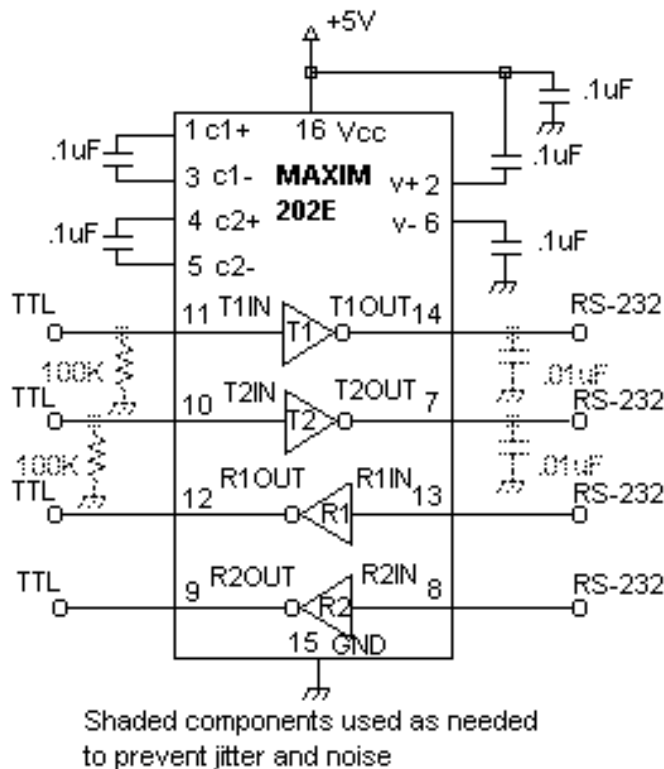 +5V
.1uF
1 c1+ 16 Vcc
.1uF 3 c1- MAXIM v+ 2 .1uF
4 c2+ 202E v- 6
.1uF .1uF
5 c2-
TTL 11 T1IN T1OUT 14 RS-232
T1
100K .01uF
TTL 10 T2IN T2OUT 7 RS-232
T2
100K .01uF
TTL 12 R1OUT R1IN 13 RS-232
R1
TTL 9 R2OUT R2IN 8 RS-232
R2
15 GND
Shaded components used as needed
to prevent jitter and noise